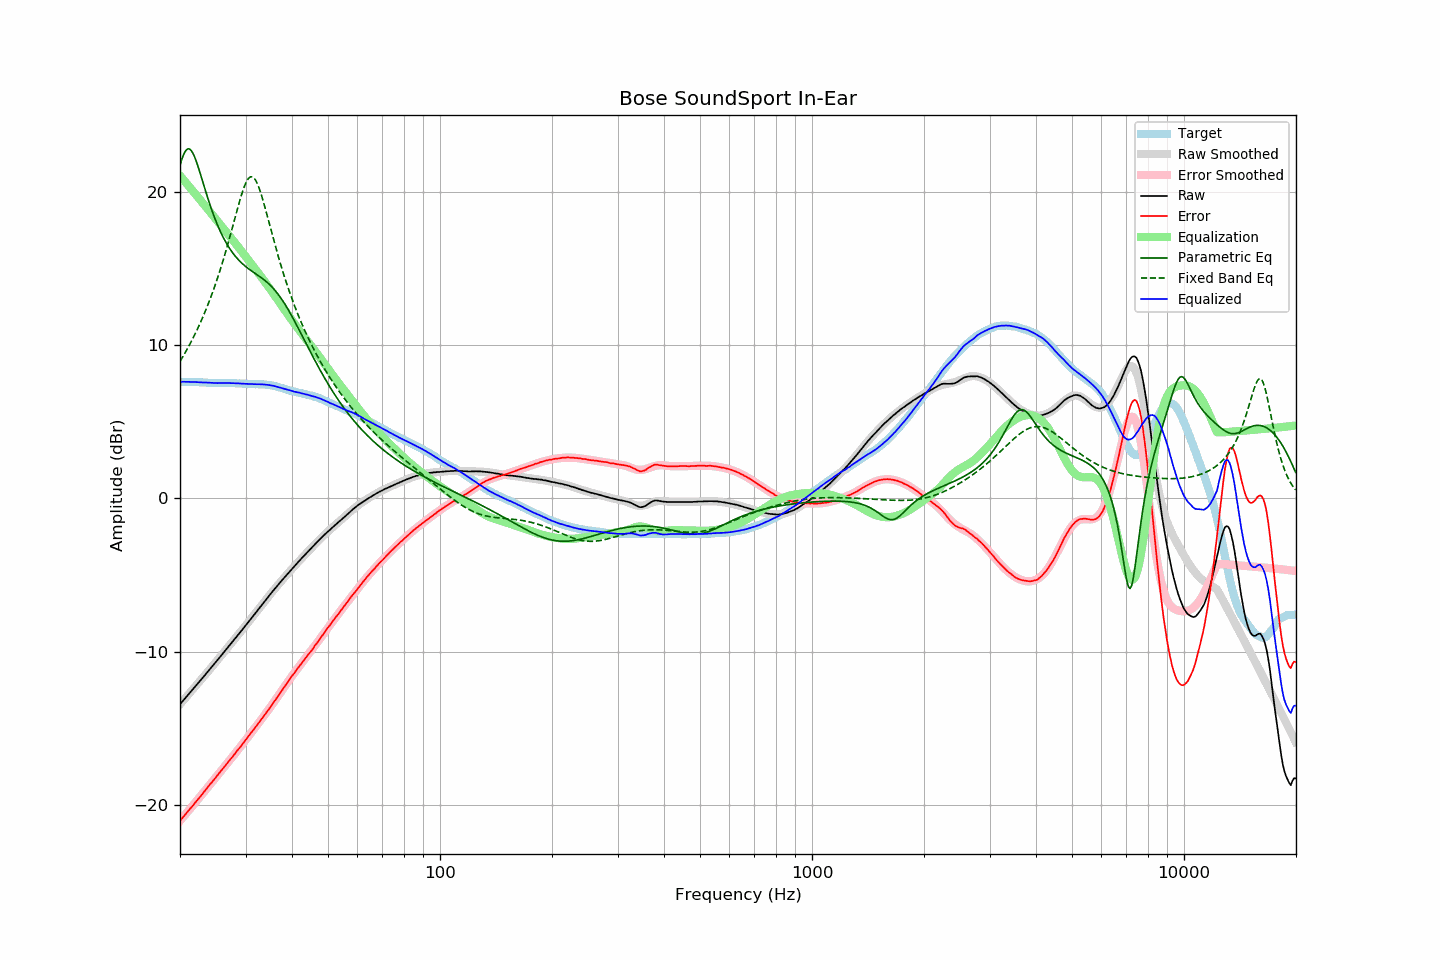 Bose SoundSport In-Ear
Target
Raw Smoothed
Error Smoothed
Raw
Error
Equalization
Parametric Eq
Fixed Band Eq
Equalized
20
10
0
−10
−20
Amplitude (dBr)
100
1000
10000
Frequency (Hz)